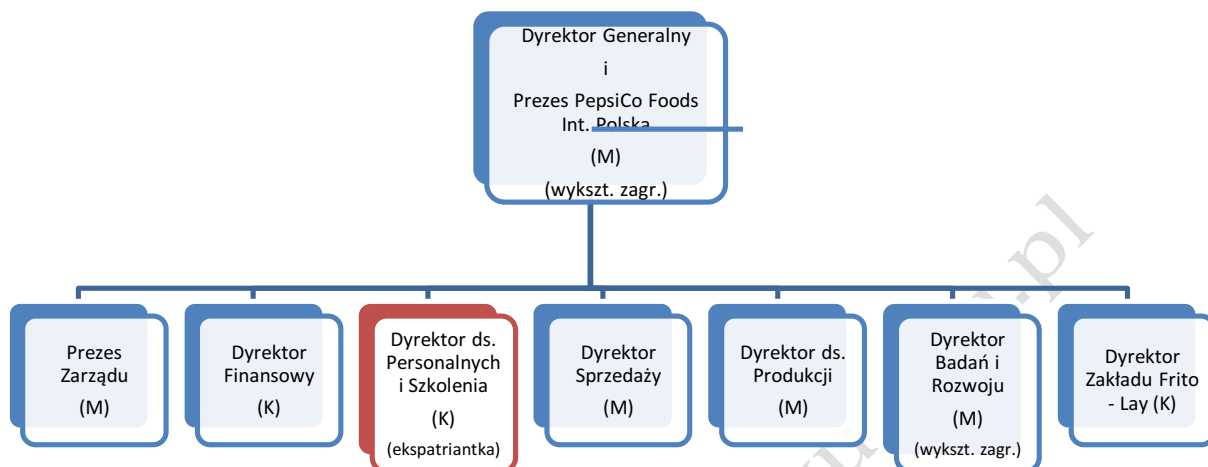 Dyrektor Generalny
i
Prezes PepsiCo Foods
Int. Polska
(M)
(wykszt. zagr.)
Prezes
Zarządu
(M)
Dyrektor
Finansowy
(K)
Dyrektor ds.
Personalnych
i Szkolenia
(K)
(ekspatriantka)
Dyrektor
Sprzedaży
(M)
Dyrektor ds.
Produkcji
(M)
Dyrektor
Badań i
Rozwoju
(M)
(wykszt. zagr.)
Dyrektor
Zakładu Frito
- Lay (K)